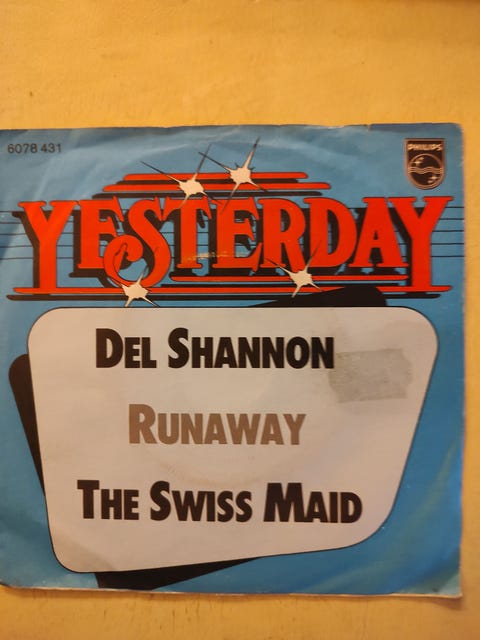 6078 431
PHILIPS
YESTERDAY
DEL SHANNON
RUNAWAY
THE SWISS MAID